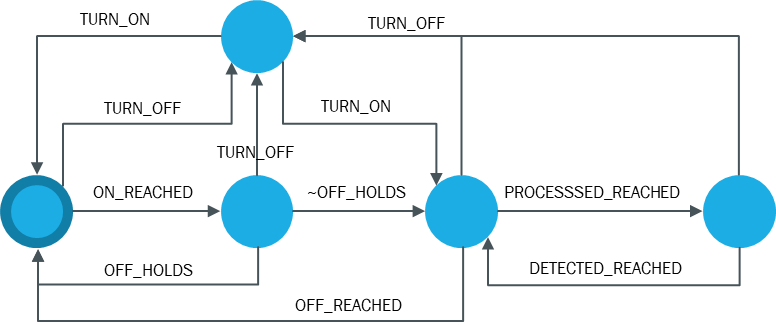 TURN_ON
TURN_OFF
TURN_OFF
TURN_ON
TURN_OFF
ON_REACHED
~OFF_HOLDS
PROCESSSED_REACHED
OFF_HOLDS
DETECTED_REACHED
OFF_REACHED